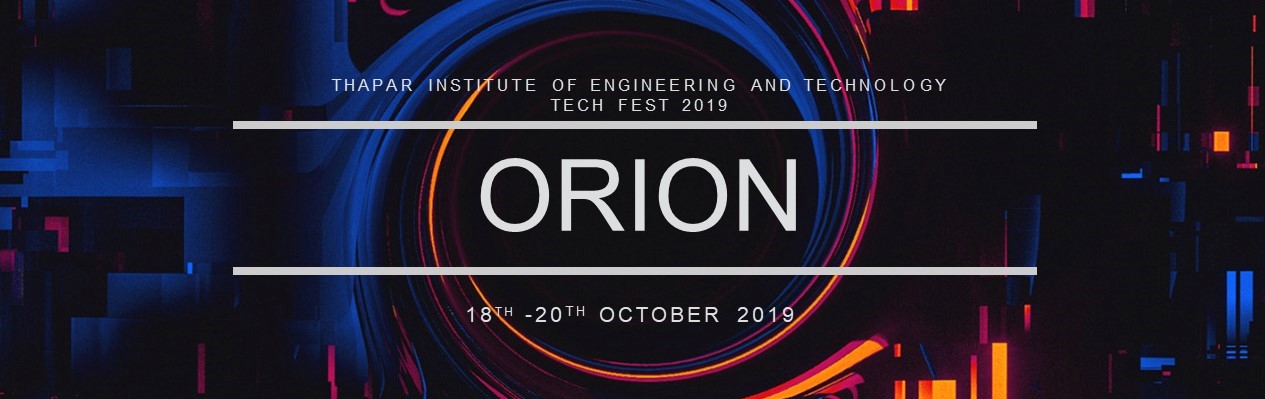 THAPAR INSTITUTE OF ENGINEERING AND TECHNOLOGY
TECH FEST 2019
ORION
18TH -20TH OCTOBER 2019